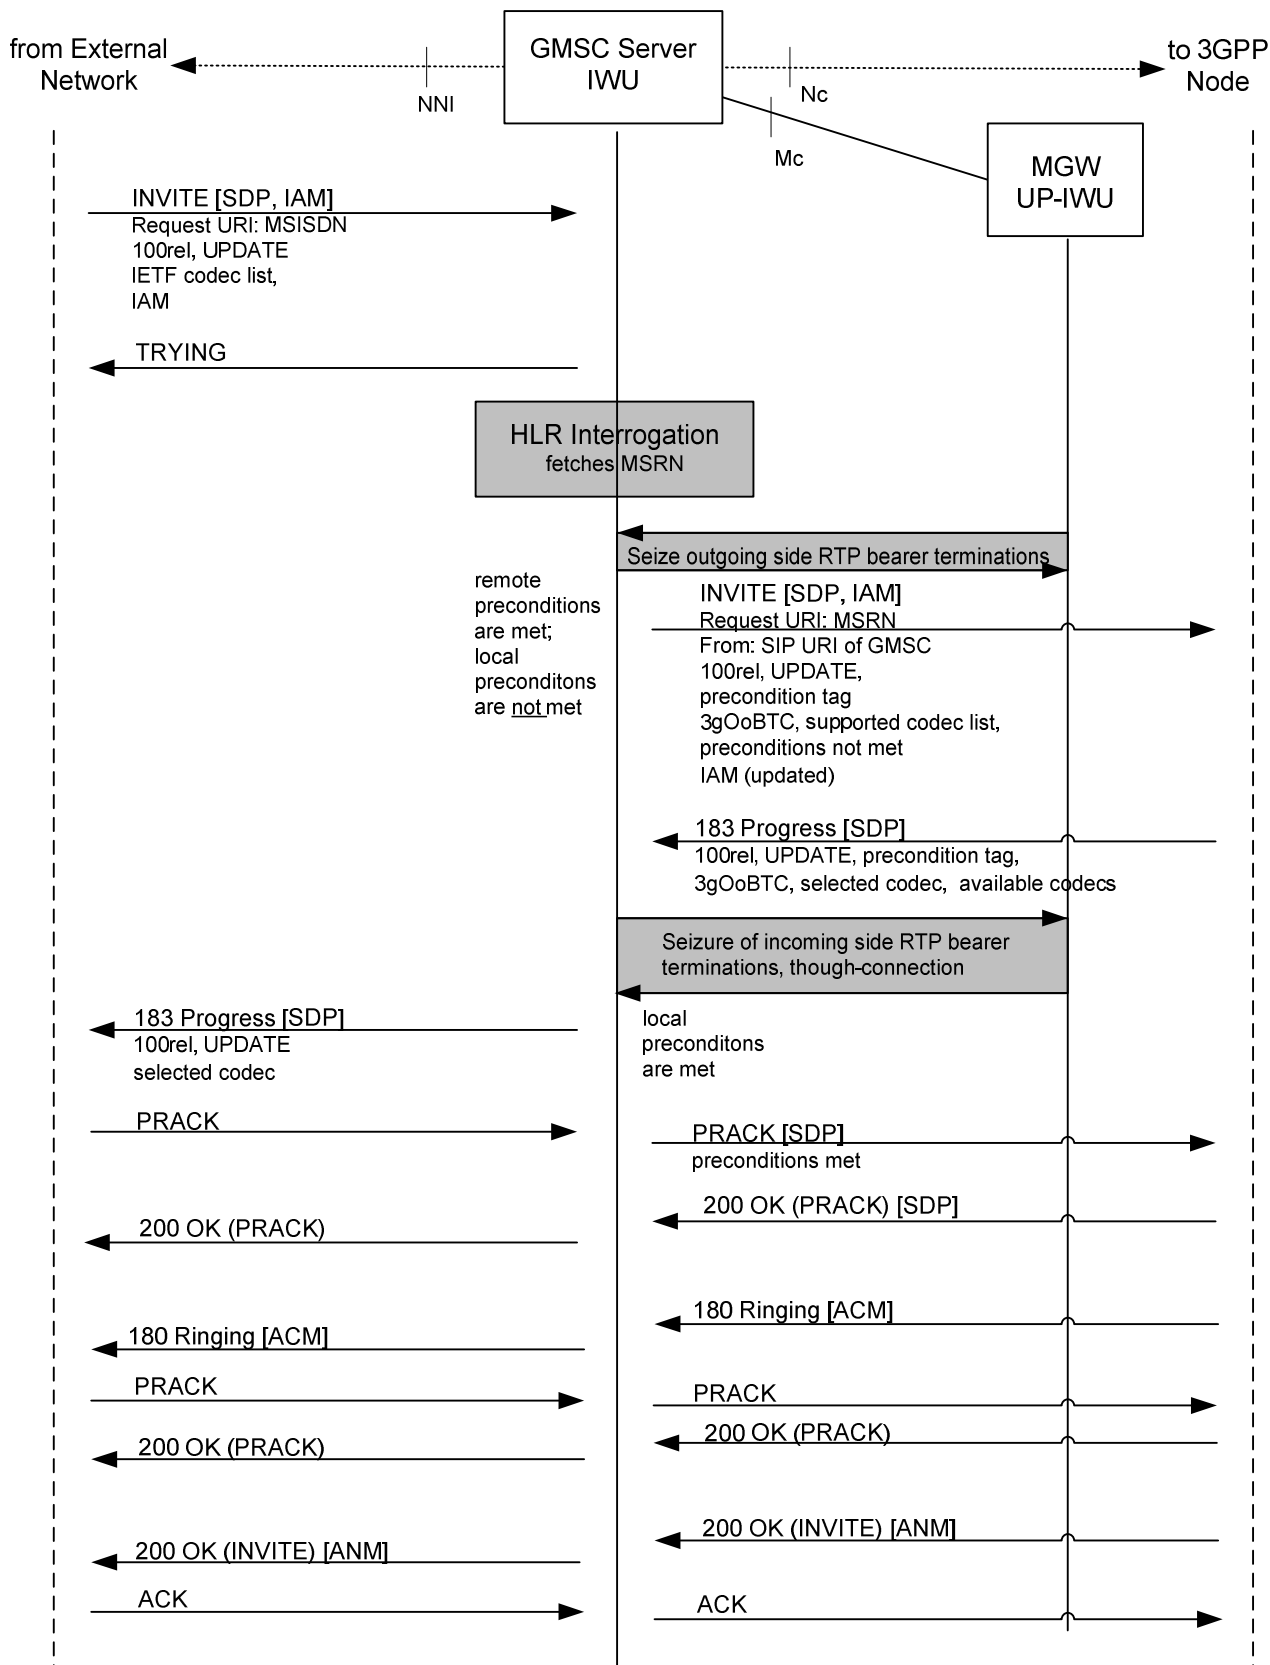 from External
Network
GMSC Server
IWU
to 3GPP
Node
NNI
Nc
Mc
MGW
UP-IWU
INVITE [SDP, IAM]
Request URI: MSISDN
100rel, UPDATE
IETF codec list,
IAM
TRYING
HLR Interrogation
fetches MSRN
Seize outgoing side RTP bearer terminations
remote
preconditions
are met;
local
preconditons
are not met
INVITE [SDP, IAM]
Request URI: MSRN
From: SIP URI of GMSC
100rel, UPDATE,
precondition tag
3gOoBTC, supported codec list,
preconditions not met
IAM (updated)
183 Progress [SDP]
100rel, UPDATE, precondition tag,
3gOoBTC, selected codec, available codecs
Seizure of incoming side RTP bearer
terminations, though-connection
183 Progress [SDP]
100rel, UPDATE
selected codec
local
preconditons
are met
PRACK
PRACK [SDP]
preconditions met
200 OK (PRACK) [SDP]
200 OK (PRACK)
180 Ringing [ACM]
180 Ringing [ACM]
PRACK
PRACK
200 OK (PRACK)
200 OK (PRACK)
200 OK (INVITE) [ANM]
200 OK (INVITE) [ANM]
ACK
ACK